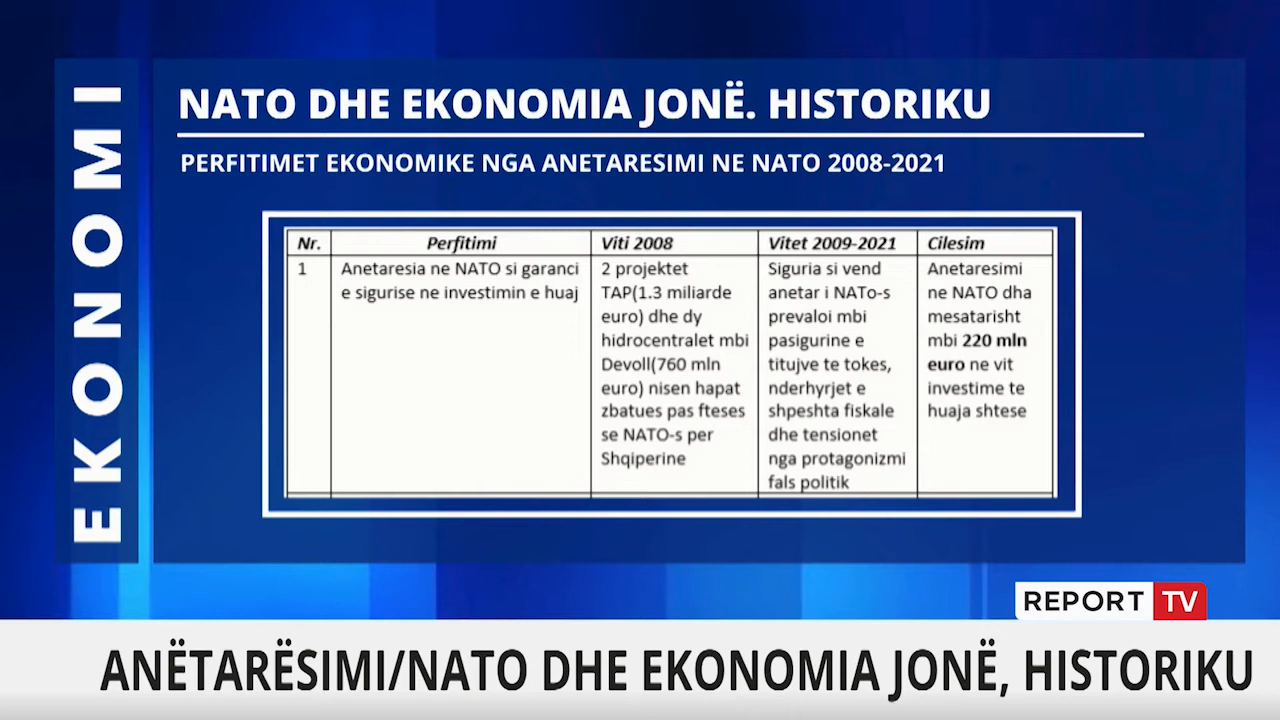 EKONOMI
NATO DHE EKONOMIA JONË. HISTORIKU
PERFITIMET EKONOMIKE NGA ANETARESIMI NE NATO 2008-2021
Nr.
Perfitimi
Viti 2008
Vitet 2009-2021
Cilesim
1
Anetaresia ne NATO si garanci
e sigurise ne investimin e huaj
2 projektet
TAP(1.3 miliarde
euro) dhe dy
hidrocentralet mbi
Devoll(760 mln
euro) nisen hapat
zbatues pas fteses
se NATO-s per
Shqiperine
Siguria si vend
anetar i NATo-s
prevaloi mbi
pasigurine e
titujve te tokes,
nderhyrjet e
shpeshta fiskale
dhe tensionet
nga protagonizmi
fals politik
Anetaresimi
ne NATO dha
mesatarisht
mbi 220 mln
euro ne vit
investime te
huaja shtese
REPORT TV
ANËTARËSIMI/NATO DHE EKONOMIA JONË, HISTORIKU